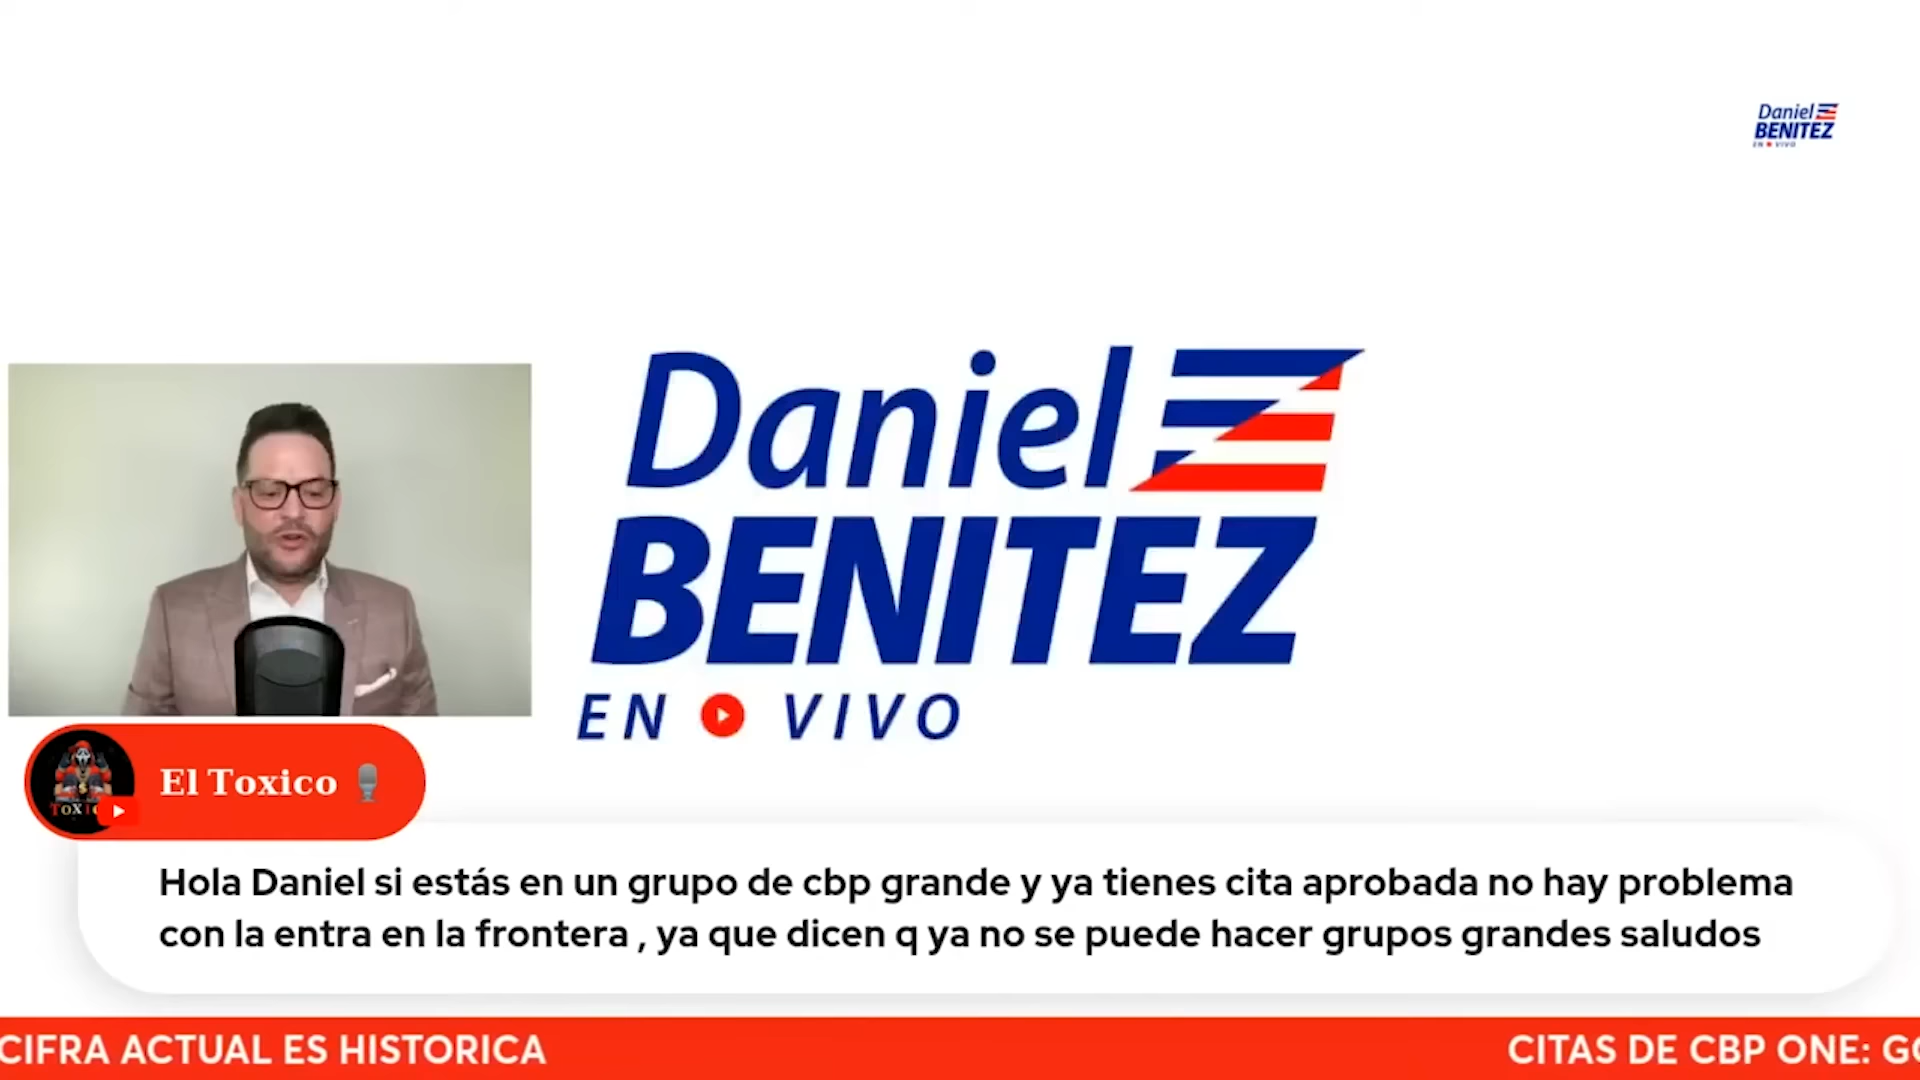 Daniel
BENITEZ
EN VIVO
Daniel
BENITEZ
EN VIVO
El Toxico
Hola Daniel si estás en un grupo de cbp grande y ya tienes cita aprobada no hay problema
con la entra en la frontera , ya que dicen q ya no se puede hacer grupos grandes saludos
CIFRA ACTUAL ES HISTORICA
CITAS DE CBP ONE: